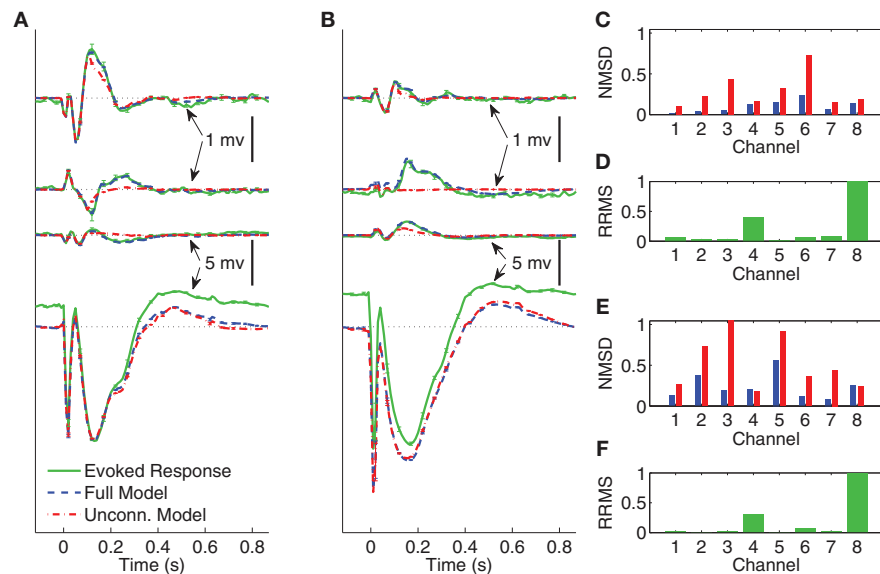 A
1 mv
5 mv
Evoked Response
Full Model
Unconn. Model
0 0.2 0.4 0.6 0.8
Time (s)
B
1 mv
5 mv
0 0.2 0.4 0.6 0.8
Time (s)
C
NMSD
1
0.5
0
1 2 3 4 5 6 7 8
Channel
D
RRMS
1
0.5
0
1 2 3 4 5 6 7 8
Channel
E
NMSD
1
0.5
0
1 2 3 4 5 6 7 8
Channel
F
RRMS
1
0.5
0
1 2 3 4 5 6 7 8
Channel